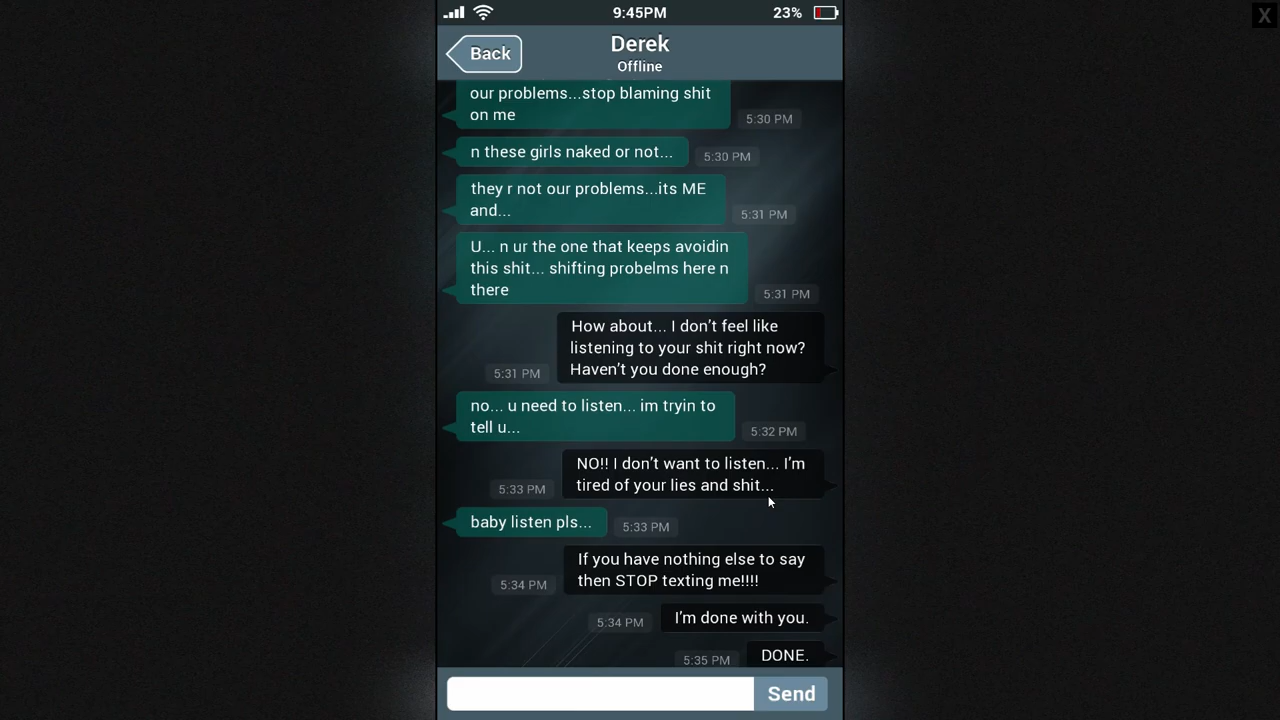 9:45PM
23%
X
Back
Derek
Offline
our problems...stop blaming shit
on me
5:30 PM
n these girls naked or not...
5:30 PM
they r not our problems...its ME
and...
5:31 PM
U... n ur the one that keeps avoidin
this shit... shifting probelms here n
there
5:31 PM
How about... I don't feel like
listening to your shit right now?
Haven't you done enough?
5:31 PM
no... u need to listen... im tryin to
tell u...
5:32 PM
NO!! I don't want to listen... I'm
tired of your lies and shit...
5:33 PM
baby listen pls...
5:33 PM
If you have nothing else to say
then STOP texting me!!!!
5:34 PM
I'm done with you.
5:34 PM
DONE.
5:35 PM
Send